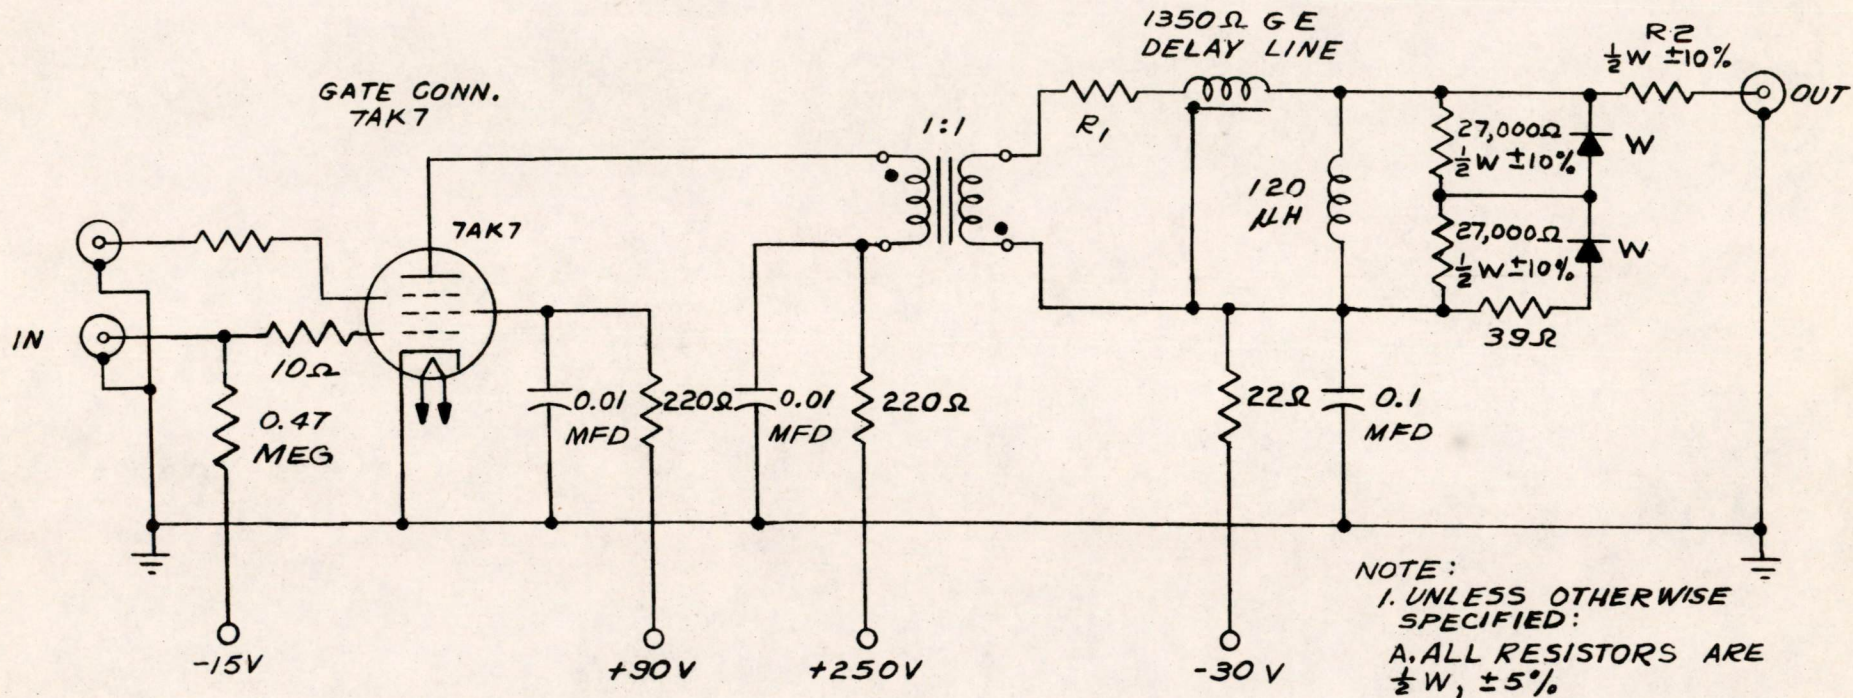 1350Ω G E
DELAY LINE
R2
½W ±10%
OUT
GATE CONN.
7AK7
1:1
R1
27,000Ω
½W ±10%
W
120
μH
7AK7
27,000Ω
½W ±10%
W
IN
10Ω
39Ω
0.47
MEG
0.01
MFD
220Ω
0.01
MFD
220Ω
22Ω
0.1
MFD
-15V
+90V
+250V
-30V
NOTE:
1. UNLESS OTHERWISE
SPECIFIED:
A. ALL RESISTORS ARE
½W, ±5%